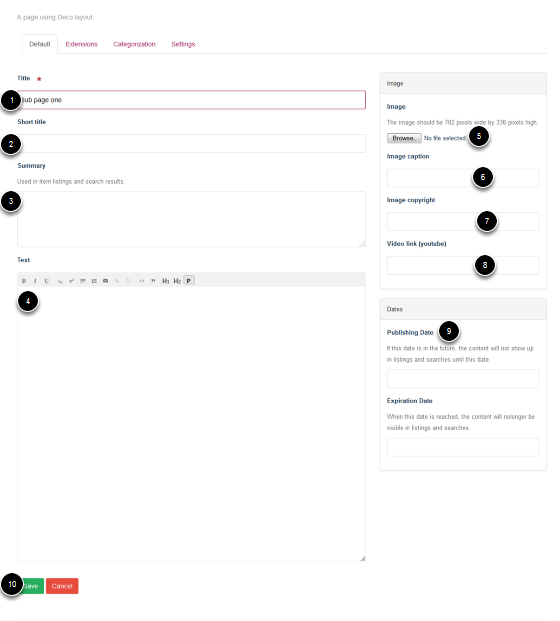 A page using Deco layout
Default Extensions Categorization Settings
Title ★
1 Sub page one
Short title
2
Summary
Used in item listings and search results.
3
Text
B I U H1 H2 P
4
10 Save Cancel
Image
Image
The image should be 702 pixels wide by 336 pixels high.
Browse.. No file selected. 5
Image caption
6
Image copyright
7
Video link (youtube)
8
Dates
Publishing Date 9
If this date is in the future, the content will not show up
in listings and searches until this date.
Expiration Date
When this date is reached, the content will nolonger be
visible in listings and searches.